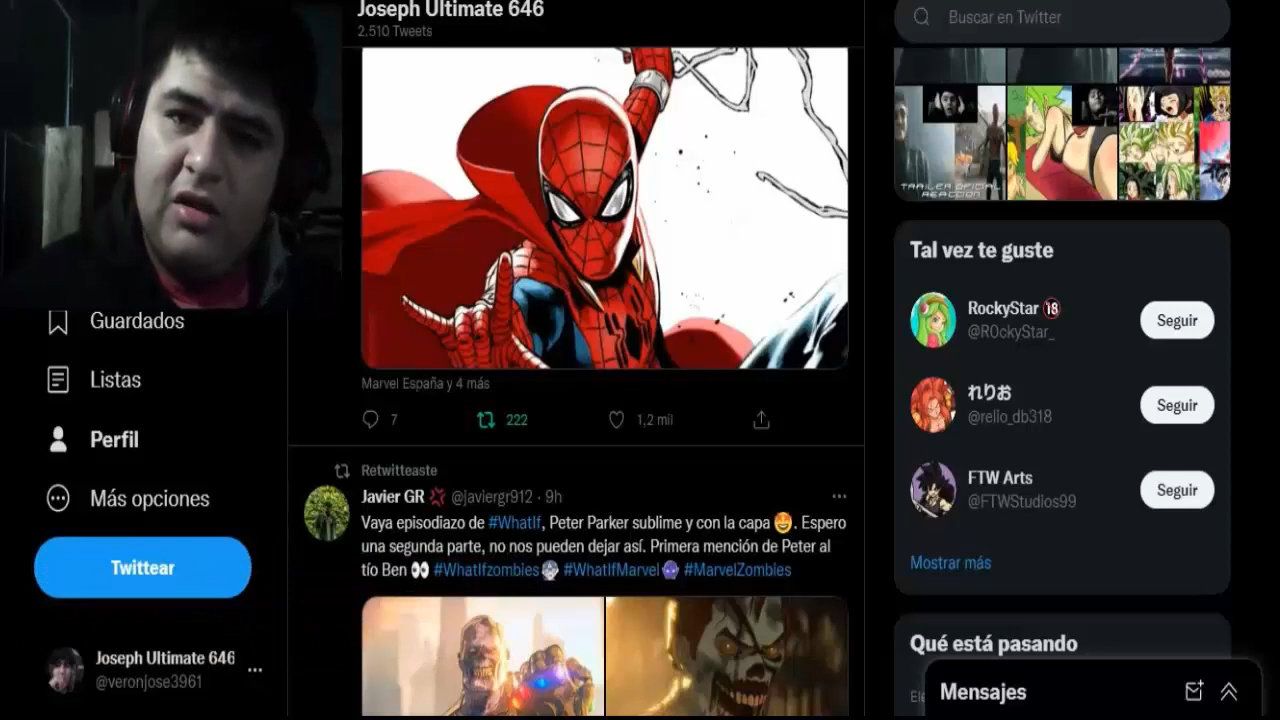 Joseph Ultimate 646
2.510 Tweets
Buscar en Twitter
TRAILER OFICIAL
REACCION
Guardados
Listas
Perfil
Más opciones
Twittear
Joseph Ultimate 646
@veronjose3961
Marvel España y 4 más
7
222
1,2 mil
Retwitteaste
Javier GR @javiergr912 · 9h
Vaya episodiazo de #WhatIf, Peter Parker sublime y con la capa. Espero
una segunda parte, no nos pueden dejar así. Primera mención de Peter al
tío Ben #WhatIfzombies #WhatIfMarvel #MarvelZombies
Tal vez te guste
RockyStar
@R0ckyStar_
Seguir
れりお
@rello_db318
Seguir
FTW Arts
@FTWStudios99
Seguir
Mostrar más
Qué está pasando
Mensajes